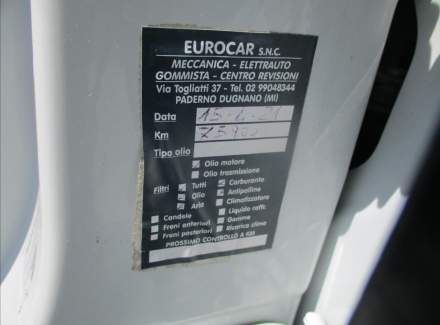 EUROCAR S.N.C.
MECCANICA - ELETTRAUTO
GOMMISTA - CENTRO REVISIONI
Via Togliatti 37 - Tel. 02 99048344
PADERNO DUGNANO (MI)
Data
Km
Tipo olio
Olio motore
Olio trasmissione
Filtri Tutti Carburante
Olio Antipolline
Aria Climatizzatore
Candele Liquido raffr.
Freni anteriori Gomme
Freni posteriori Ricarica clima
PROSSIMO CONTROLLO A KM